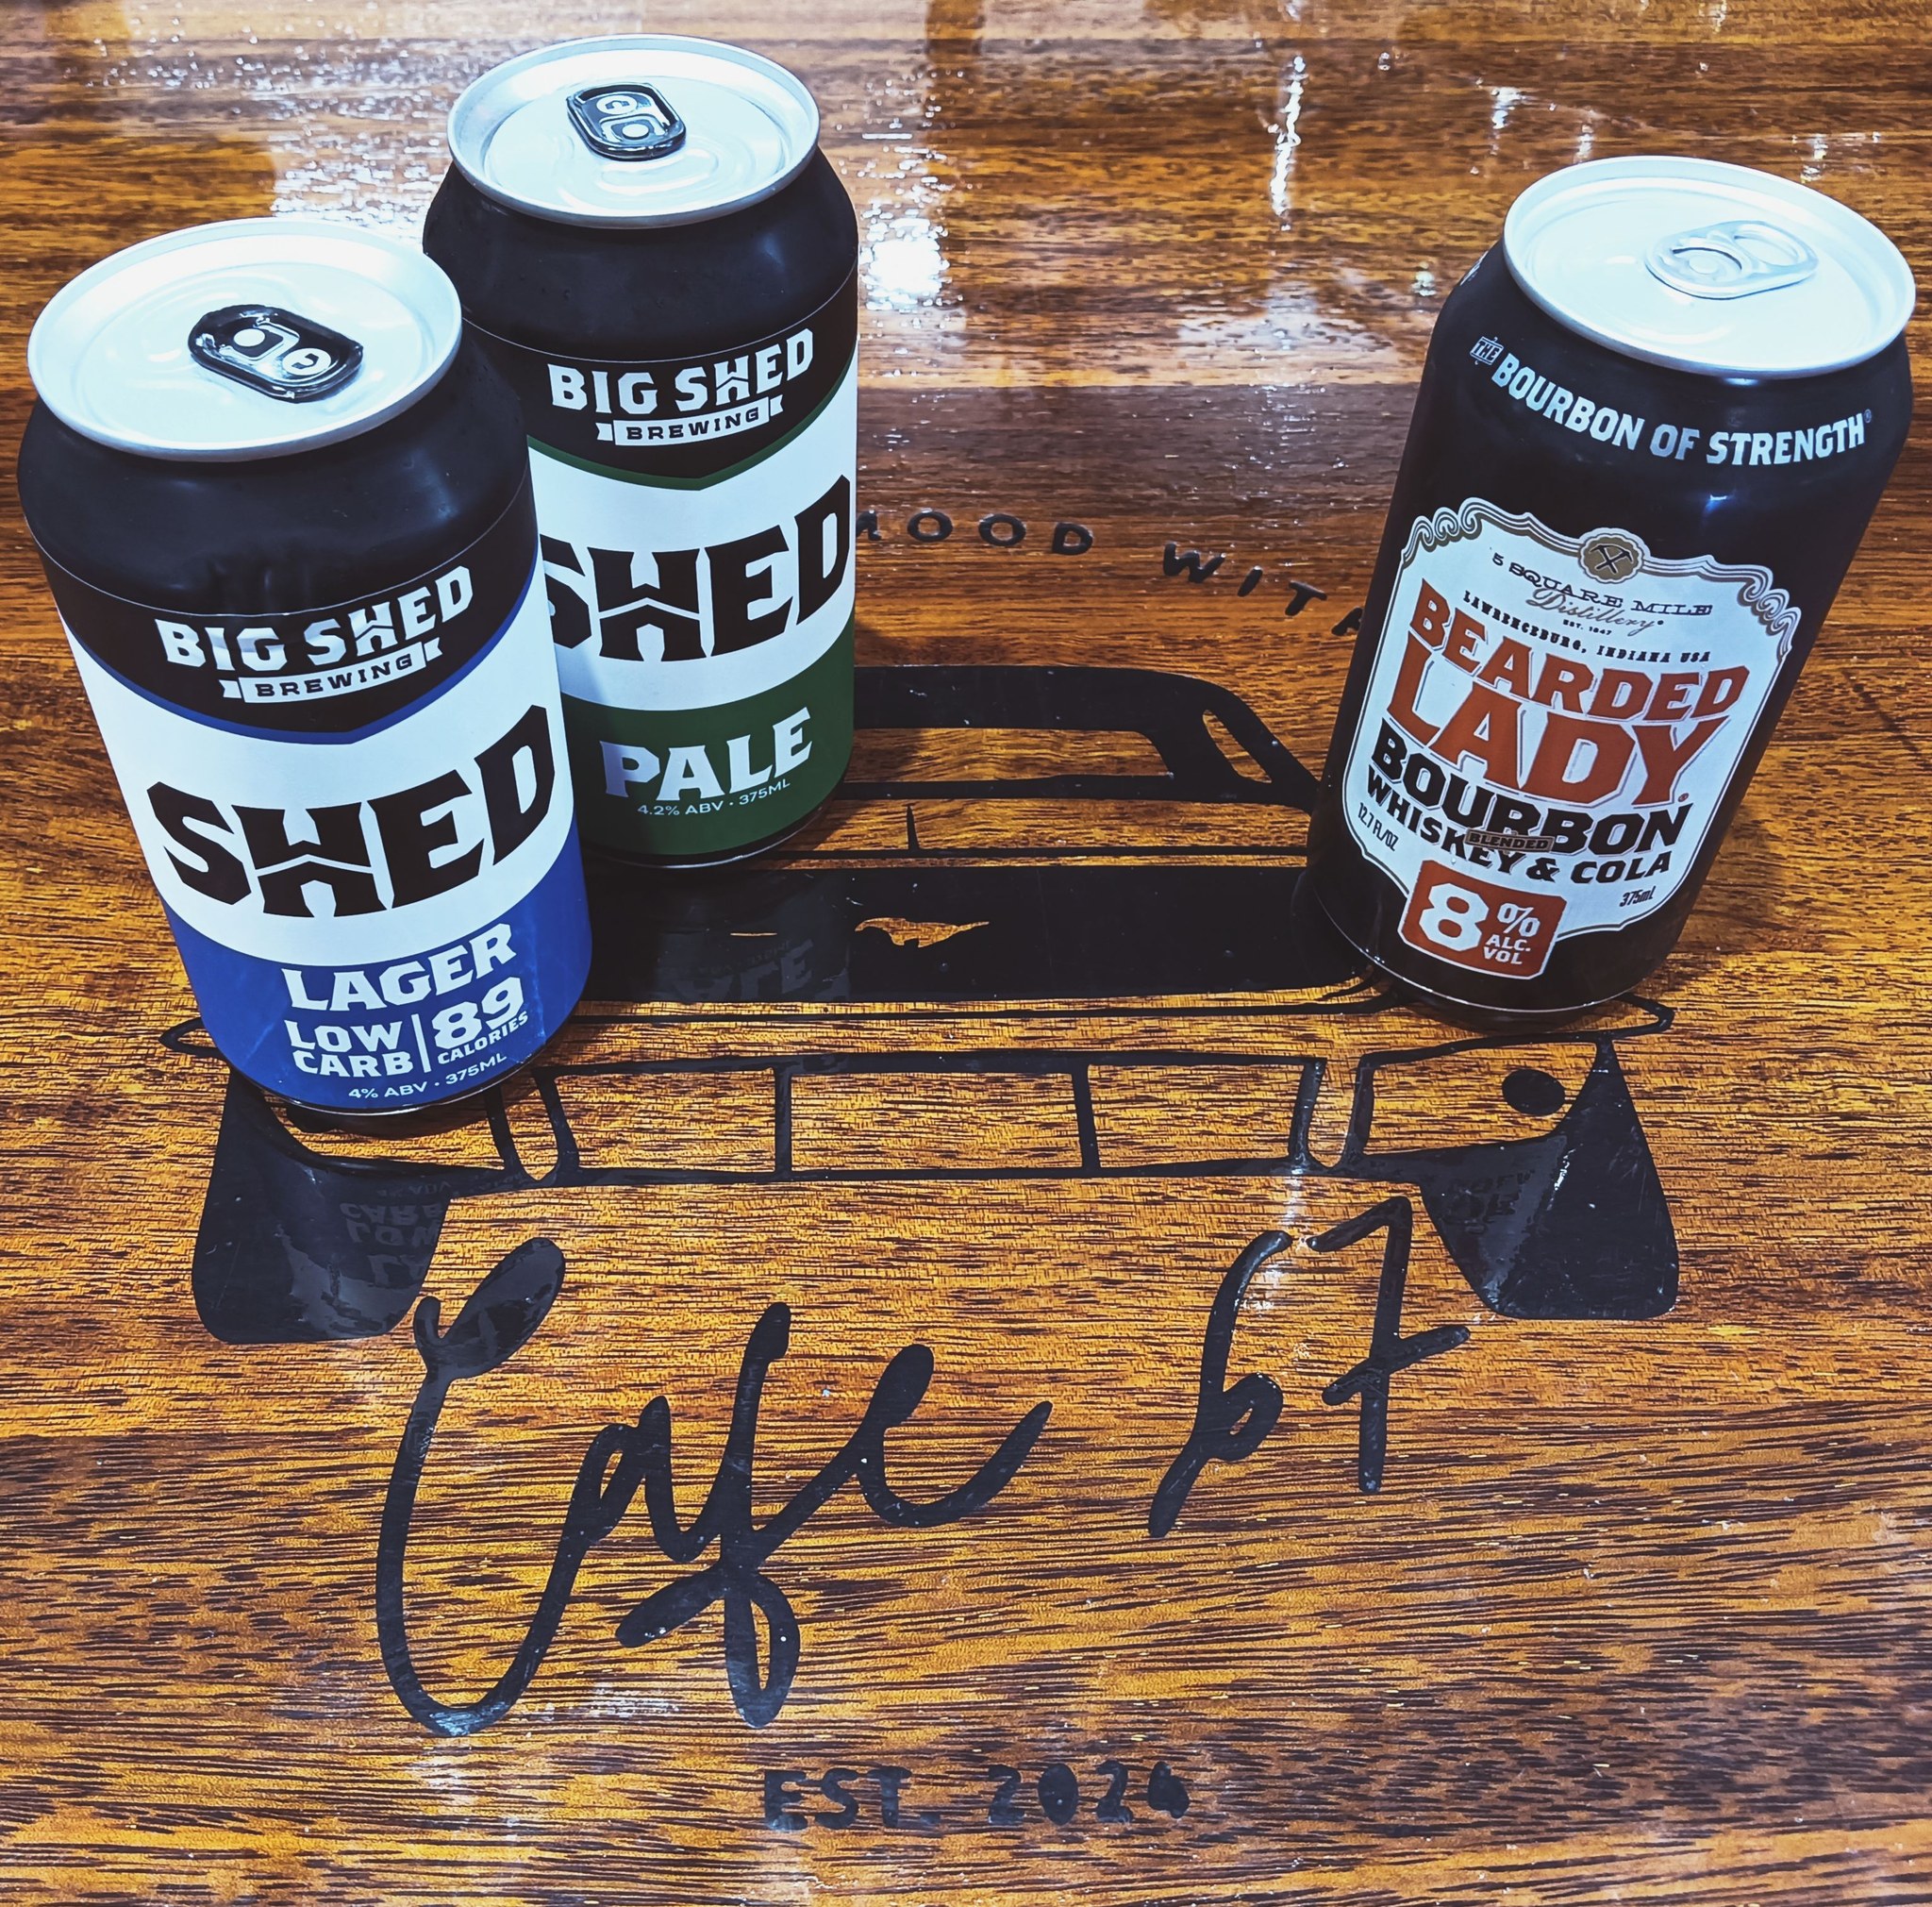 BIG SHED
BREWING
SHED
LAGER
LOW
CARB
89
CALORIES
4% ABV · 375ML
BIG SHED
BREWING
SHED
PALE
4.2% ABV · 375ML
THE BOURBON OF STRENGTH®
5 SQUARE MILE
Distillery®
EST. 1847
LAWRENCEBURG, INDIANA USA
BEARDED
LADY®
BOURBON
WHISKEY & COLA
BLENDED
12.7 FL/OZ
375mL
8%
ALC.
VOL
WIT
Cafe 67
EST. 2024